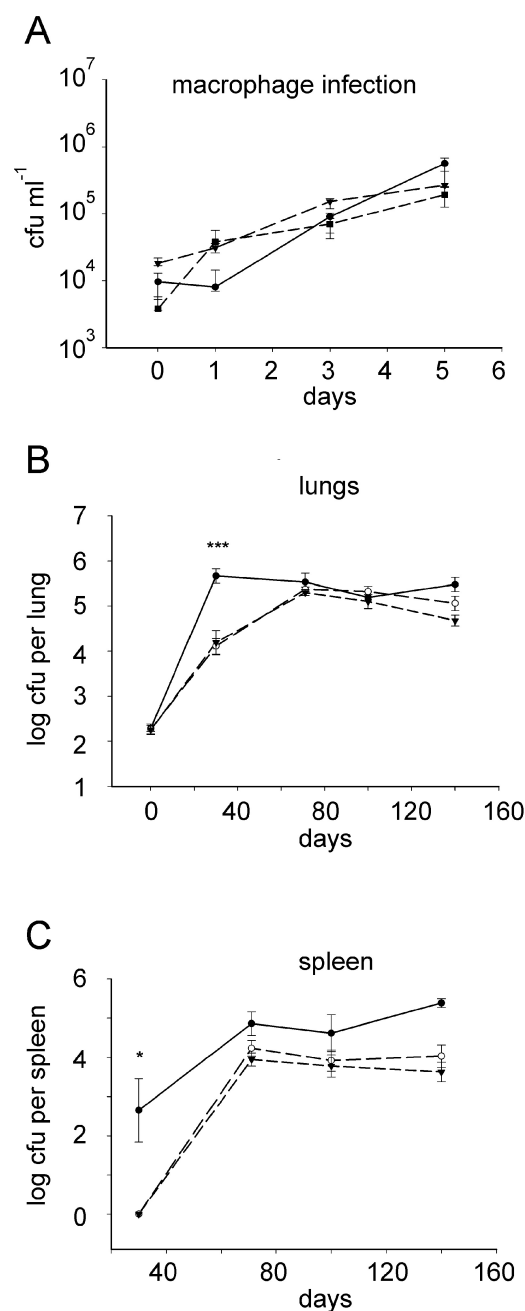 A
macrophage infection
10^7
10^6
10^5
10^4
10^3
cfu ml^-1
0 1 2 3 4 5 6
days
B
lungs
***
7
6
5
4
3
2
1
log cfu per lung
0 40 80 120 160
days
C
spleen
*
6
4
2
0
log cfu per spleen
40 80 120 160
days